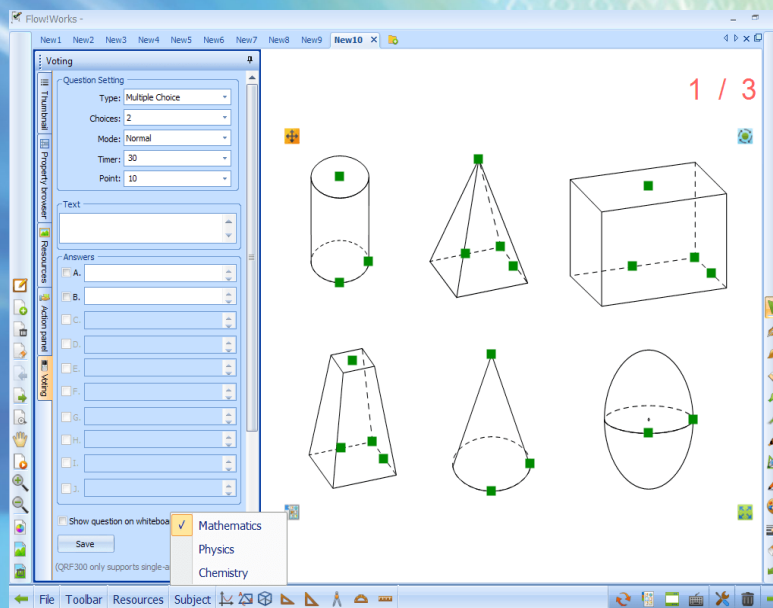 Flow!Works -
New1 New2 New3 New4 New5 New6 New7 New8 New9 New10
Voting
1 / 3
Question Setting
Type: Multiple Choice
Choices: 2
Mode: Normal
Timer: 30
Point: 10
Text
Answers
A.
B.
C.
D.
E.
F.
G.
H.
I.
J.
Thumbnail
Property browser
Resources
Action panel
Voting
Show question on whiteboa
Save
(QRF300 only supports single-a
✓ Mathematics
Physics
Chemistry
File Toolbar Resources Subject